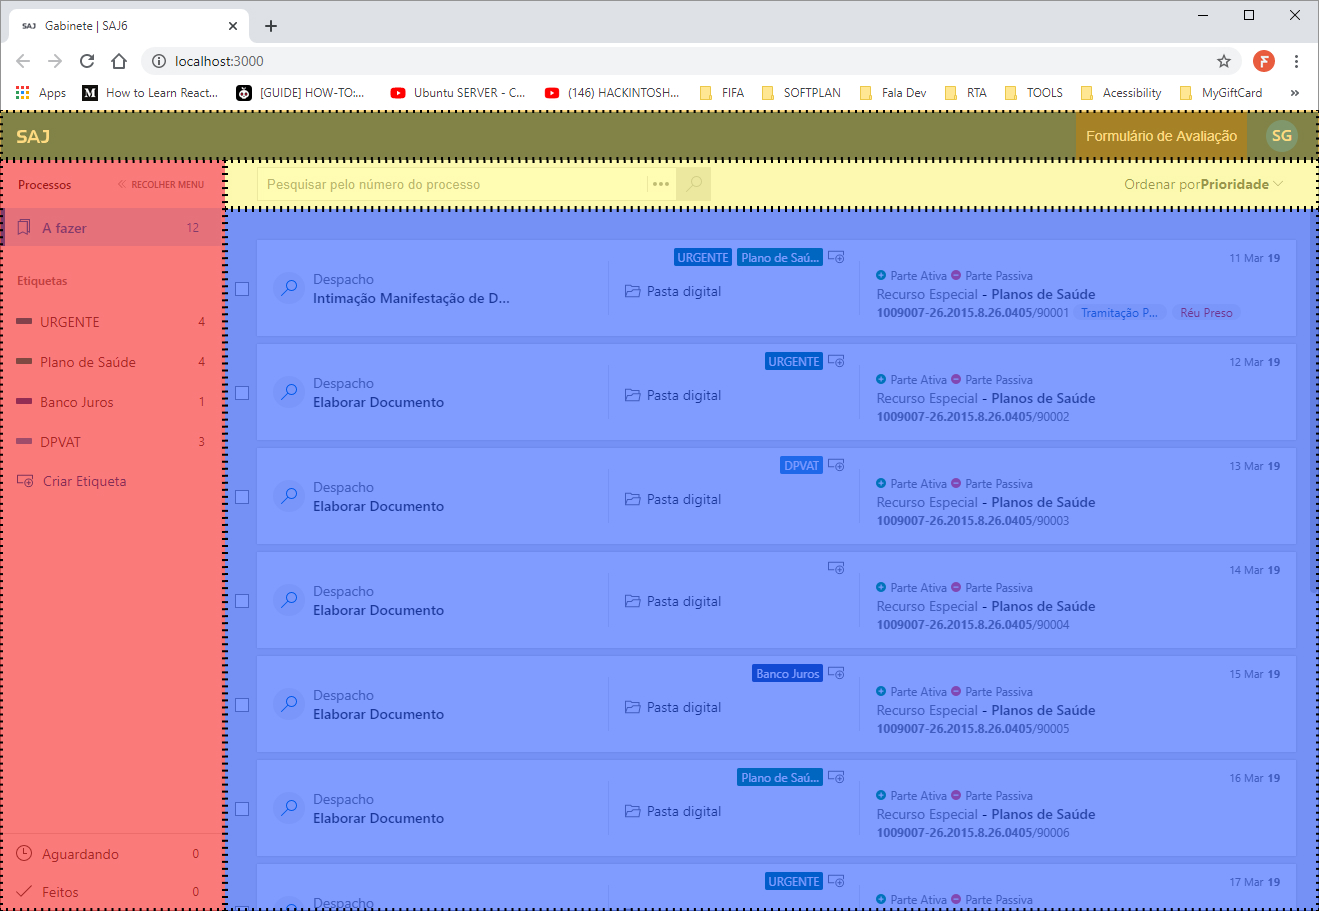 SAJ Gabinete | SAJ6
localhost:3000
Apps How to Learn React... [GUIDE] HOW-TO:... Ubuntu SERVER - C... (146) HACKINTOSH... FIFA SOFTPLAN Fala Dev RTA TOOLS Acessibility MyGiftCard »
SAJ Formulário de Avaliação SG
Processos RECOLHER MENU
Pesquisar pelo número do processo ••• Ordenar porPrioridade
A fazer 12
Etiquetas
URGENTE 4
Plano de Saúde 4
Banco Juros 1
DPVAT 3
Criar Etiqueta
Aguardando 0
Feitos 0
URGENTE Plano de Saú... 11 Mar 19
Despacho Parte Ativa Parte Passiva
Intimação Manifestação de D... Pasta digital Recurso Especial - Planos de Saúde
1009007-26.2015.8.26.0405/90001 Tramitação P... Réu Preso
URGENTE 12 Mar 19
Despacho Parte Ativa Parte Passiva
Elaborar Documento Pasta digital Recurso Especial - Planos de Saúde
1009007-26.2015.8.26.0405/90002
DPVAT 13 Mar 19
Despacho Parte Ativa Parte Passiva
Elaborar Documento Pasta digital Recurso Especial - Planos de Saúde
1009007-26.2015.8.26.0405/90003
14 Mar 19
Despacho Parte Ativa Parte Passiva
Elaborar Documento Pasta digital Recurso Especial - Planos de Saúde
1009007-26.2015.8.26.0405/90004
Banco Juros 15 Mar 19
Despacho Parte Ativa Parte Passiva
Elaborar Documento Pasta digital Recurso Especial - Planos de Saúde
1009007-26.2015.8.26.0405/90005
Plano de Saú... 16 Mar 19
Despacho Parte Ativa Parte Passiva
Elaborar Documento Pasta digital Recurso Especial - Planos de Saúde
1009007-26.2015.8.26.0405/90006
URGENTE 17 Mar 19
Despacho Parte Ativa Parte Passiva